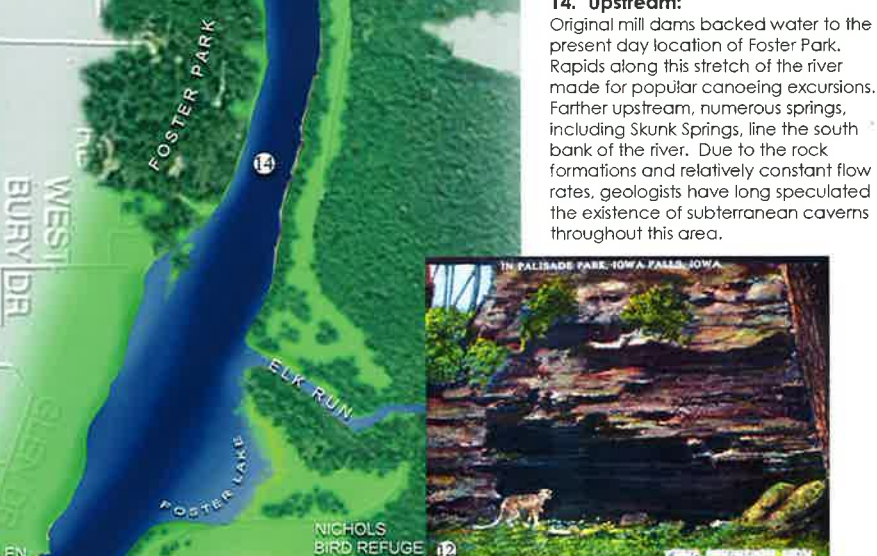 FOSTER PARK
14
WEST
BURY DR
ELK RUN
FOSTER LAKE
NICHOLS
BIRD REFUGE
EN
14. Upstream:
Original mill dams backed water to the
present day location of Foster Park.
Rapids along this stretch of the river
made for popular canoeing excursions.
Farther upstream, numerous springs,
including Skunk Springs, line the south
bank of the river. Due to the rock
formations and relatively constant flow
rates, geologists have long speculated
the existence of subterranean caverns
throughout this area.
IN PALISADE PARK, IOWA FALLS, IOWA
12